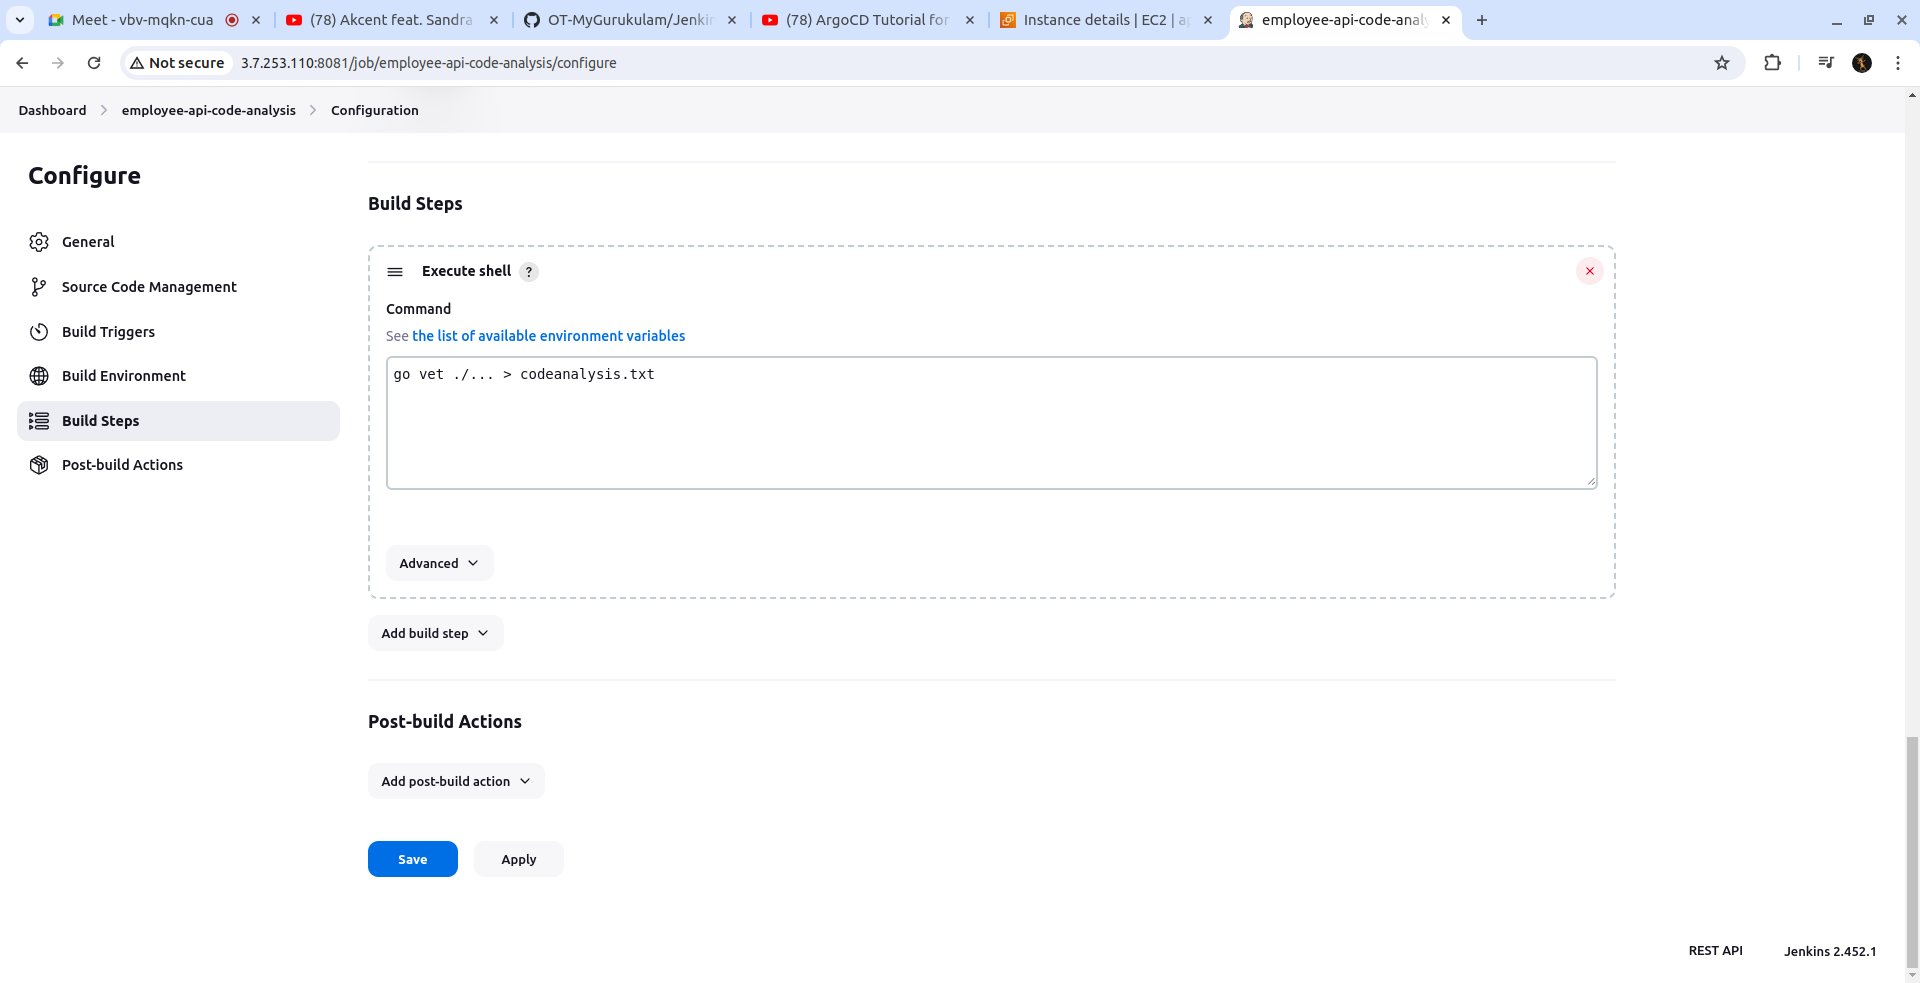 Meet - vbv-mqkn-cua
(78) Akcent feat. Sandra
OT-MyGurukulam/Jenkin
(78) ArgoCD Tutorial for
Instance details | EC2 | ap
employee-api-code-analy
Not secure
3.7.253.110:8081/job/employee-api-code-analysis/configure
Dashboard
employee-api-code-analysis
Configuration
Configure
General
Source Code Management
Build Triggers
Build Environment
Build Steps
Post-build Actions
Build Steps
Execute shell ?
Command
See the list of available environment variables
go vet ./... > codeanalysis.txt
Advanced
Add build step
Post-build Actions
Add post-build action
Save
Apply
REST API
Jenkins 2.452.1